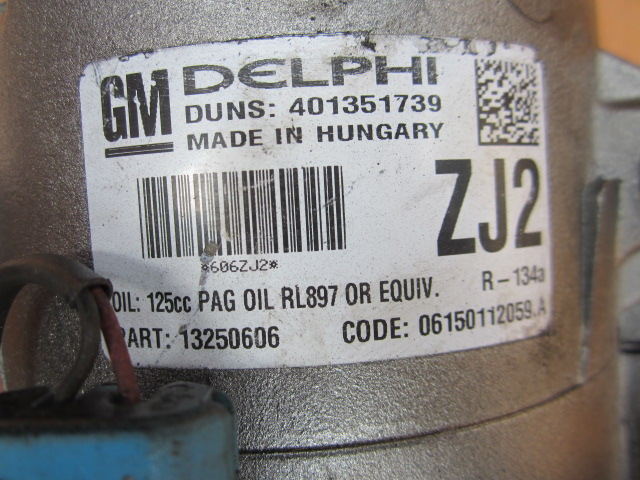 GM DELPHI
DUNS: 401351739
MADE IN HUNGARY
ZJ2
*606ZJ2*
OIL: 125cc PAG OIL RL897 OR EQUIV. R-134a
PART: 13250606 CODE: 06150112059.A